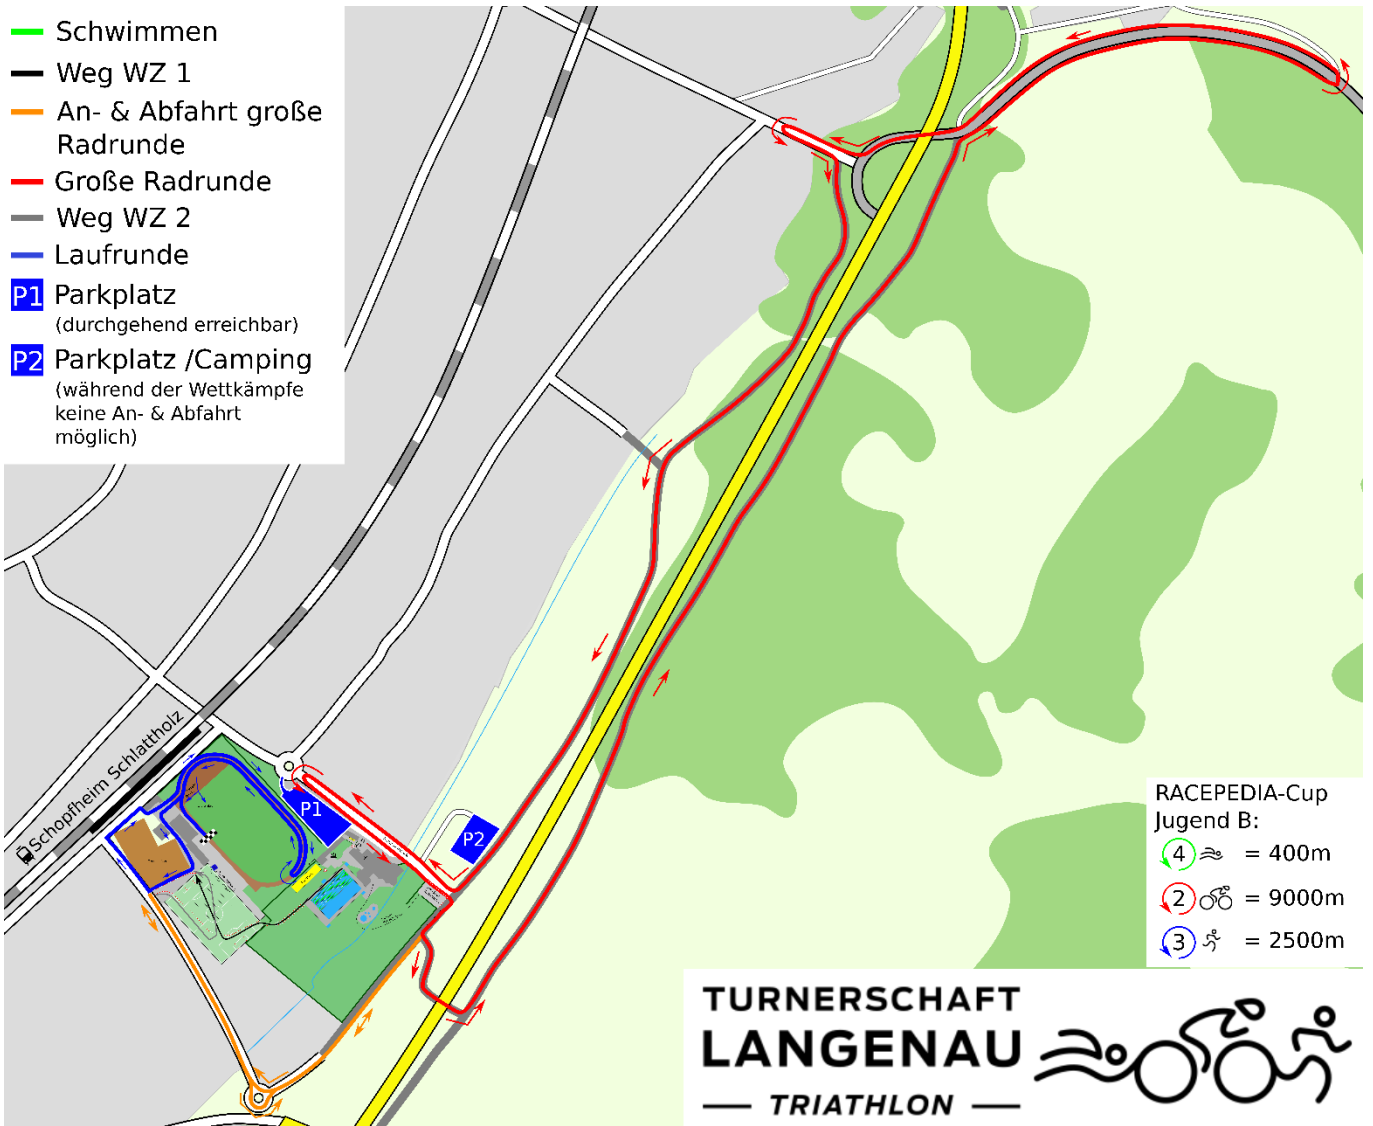 Schwimmen
Weg WZ 1
An- & Abfahrt große
Radrunde
Große Radrunde
Weg WZ 2
Laufrunde
P1 Parkplatz
(durchgehend erreichbar)
P2 Parkplatz /Camping
(während der Wettkämpfe
keine An- & Abfahrt
möglich)
Schopfheim Schlattholz
P1
P2
RACEPEDIA-Cup
Jugend B:
4 = 400m
2 = 9000m
3 = 2500m
TURNERSCHAFT
LANGENAU
TRIATHLON